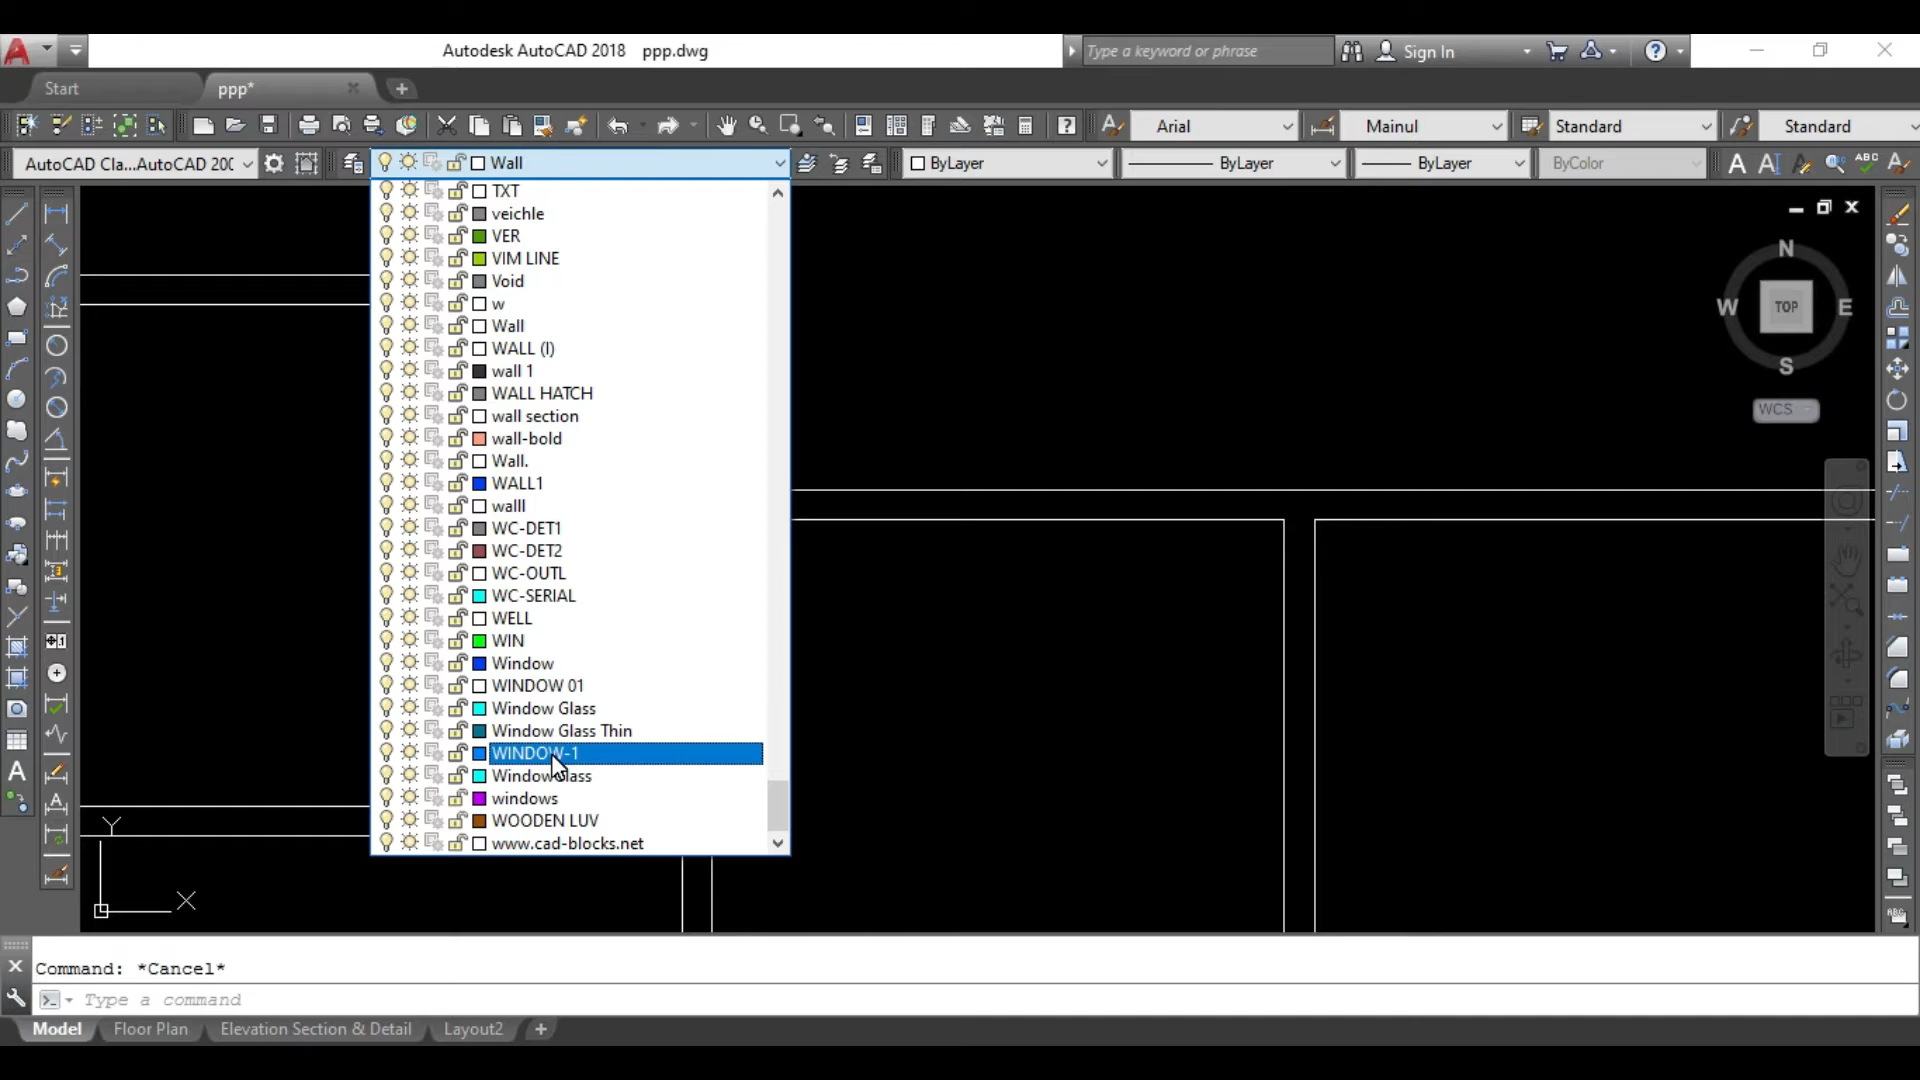 Autodesk AutoCAD 2018 ppp.dwg
Type a keyword or phrase
Sign In
Start
ppp*
Arial
Mainul
Standard
Standard
AutoCAD Cla...AutoCAD 200
Wall
ByLayer
ByLayer
ByLayer
ByColor
TXT
veichle
VER
VIM LINE
Void
w
Wall
WALL (I)
wall 1
WALL HATCH
wall section
wall-bold
Wall.
WALL1
walll
WC-DET1
WC-DET2
WC-OUTL
WC-SERIAL
WELL
WIN
Window
WINDOW 01
Window Glass
Window Glass Thin
WINDOW-1
windows
WOODEN LUV
www.cad-blocks.net
N
W
TOP
E
S
WCS
Y
X
Command: *Cancel*
Type a command
Model
Floor Plan
Elevation Section & Detail
Layout2